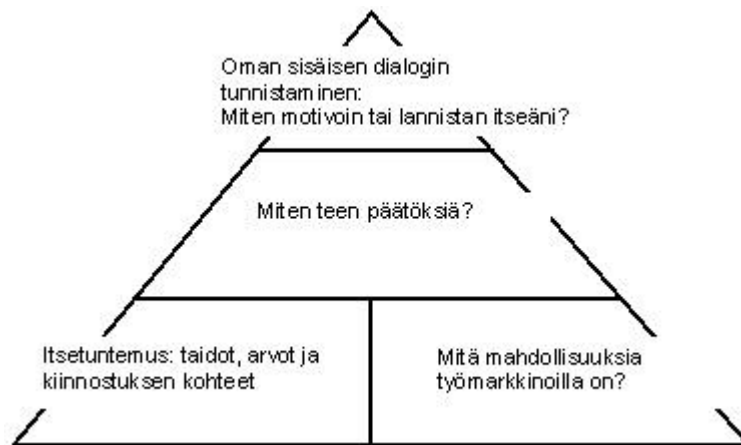 Oman sisäisen dialogin
tunnistaminen:
Miten motivoin tai lannistan itseäni?
Miten teen päätöksiä?
Itsetuntemus: taidot, arvot ja
kiinnostuksen kohteet
Mitä mahdollisuuksia
työmarkkinoilla on?